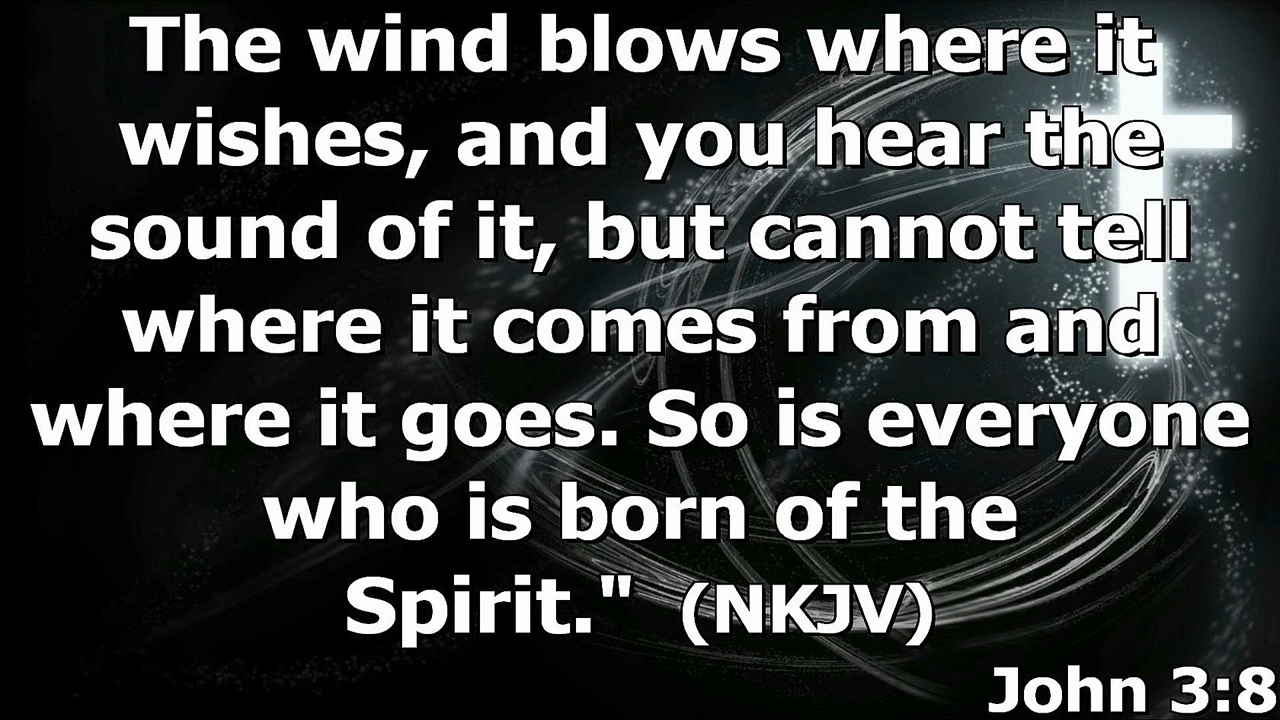 The wind blows where it
wishes, and you hear the
sound of it, but cannot tell
where it comes from and
where it goes. So is everyone
who is born of the
Spirit." (NKJV)
John 3:8